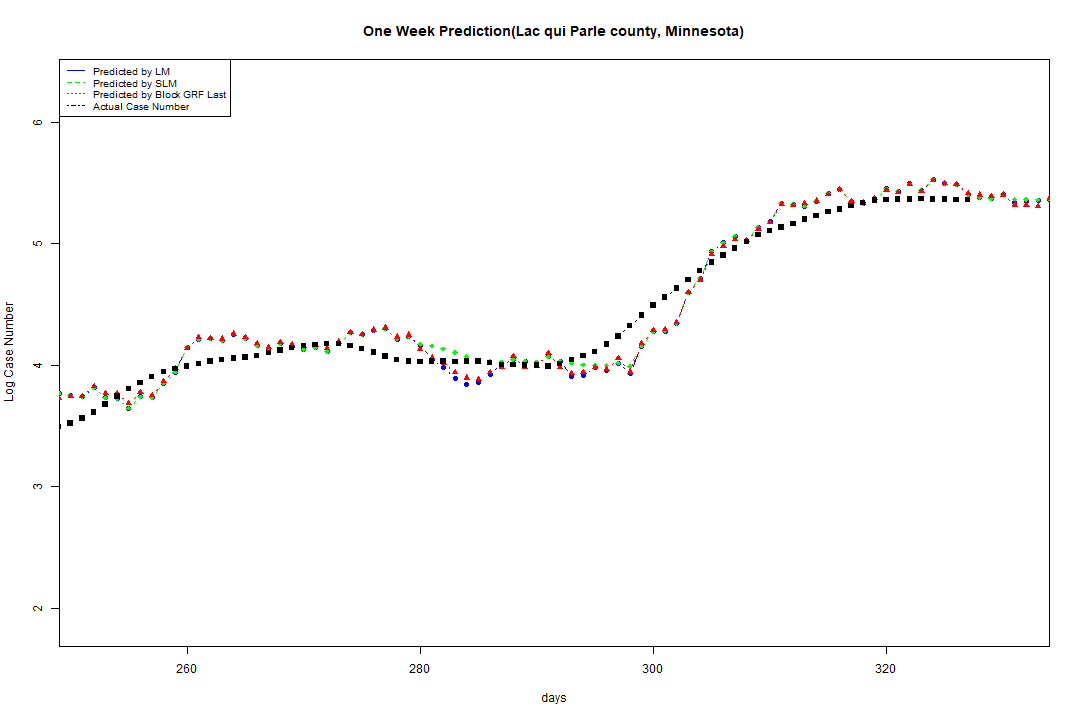 One Week Prediction(Lac qui Parle county, Minnesota)
Predicted by LM
Predicted by SLM
Predicted by Block GRF Last
Actual Case Number
6
5
4
3
2
Log Case Number
260
280
300
320
days